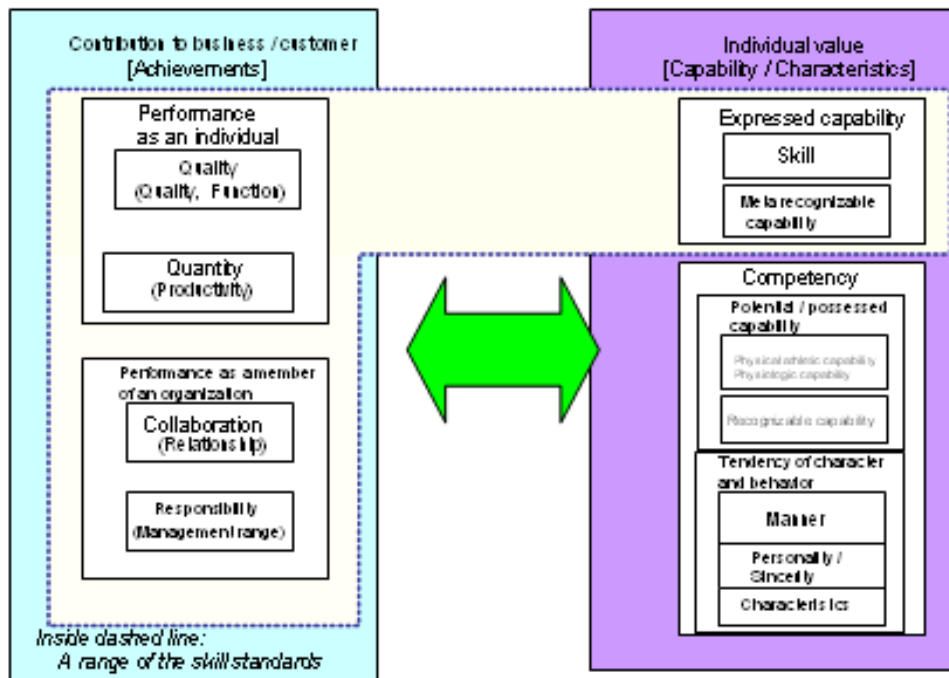 Contribution to business / customer
[Achievements]
Performance
as an individual
Quality
(Quality, Function)
Quantity
(Productivity)
Performance as a member
of an organization
Collaboration
(Relationship)
Responsibility
(Management range)
Inside dashed line:
A range of the skill standards
Individual value
[Capability / Characteristics]
Expressed capability
Skill
Meta recognizable
capability
Competency
Potential / possessed
capability
Physical athletic capability
Physiologic capability
Recognizable capability
Tendency of character
and behavior
Manner
Personality /
Sincerity
Characteristics